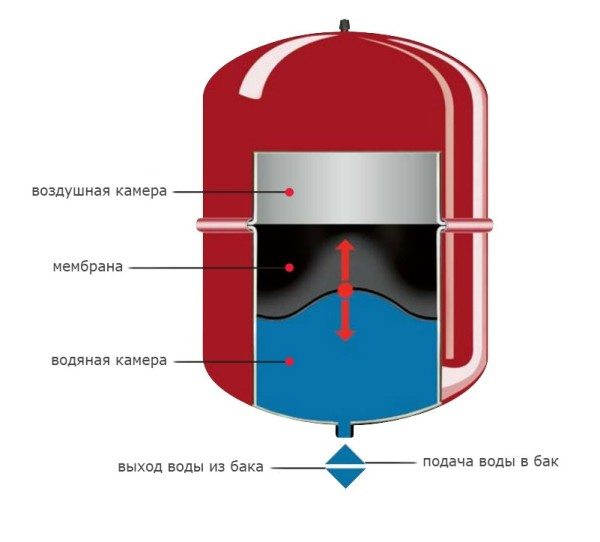 воздушная камера
мембрана
водяная камера
выход воды из бака
подача воды в бак